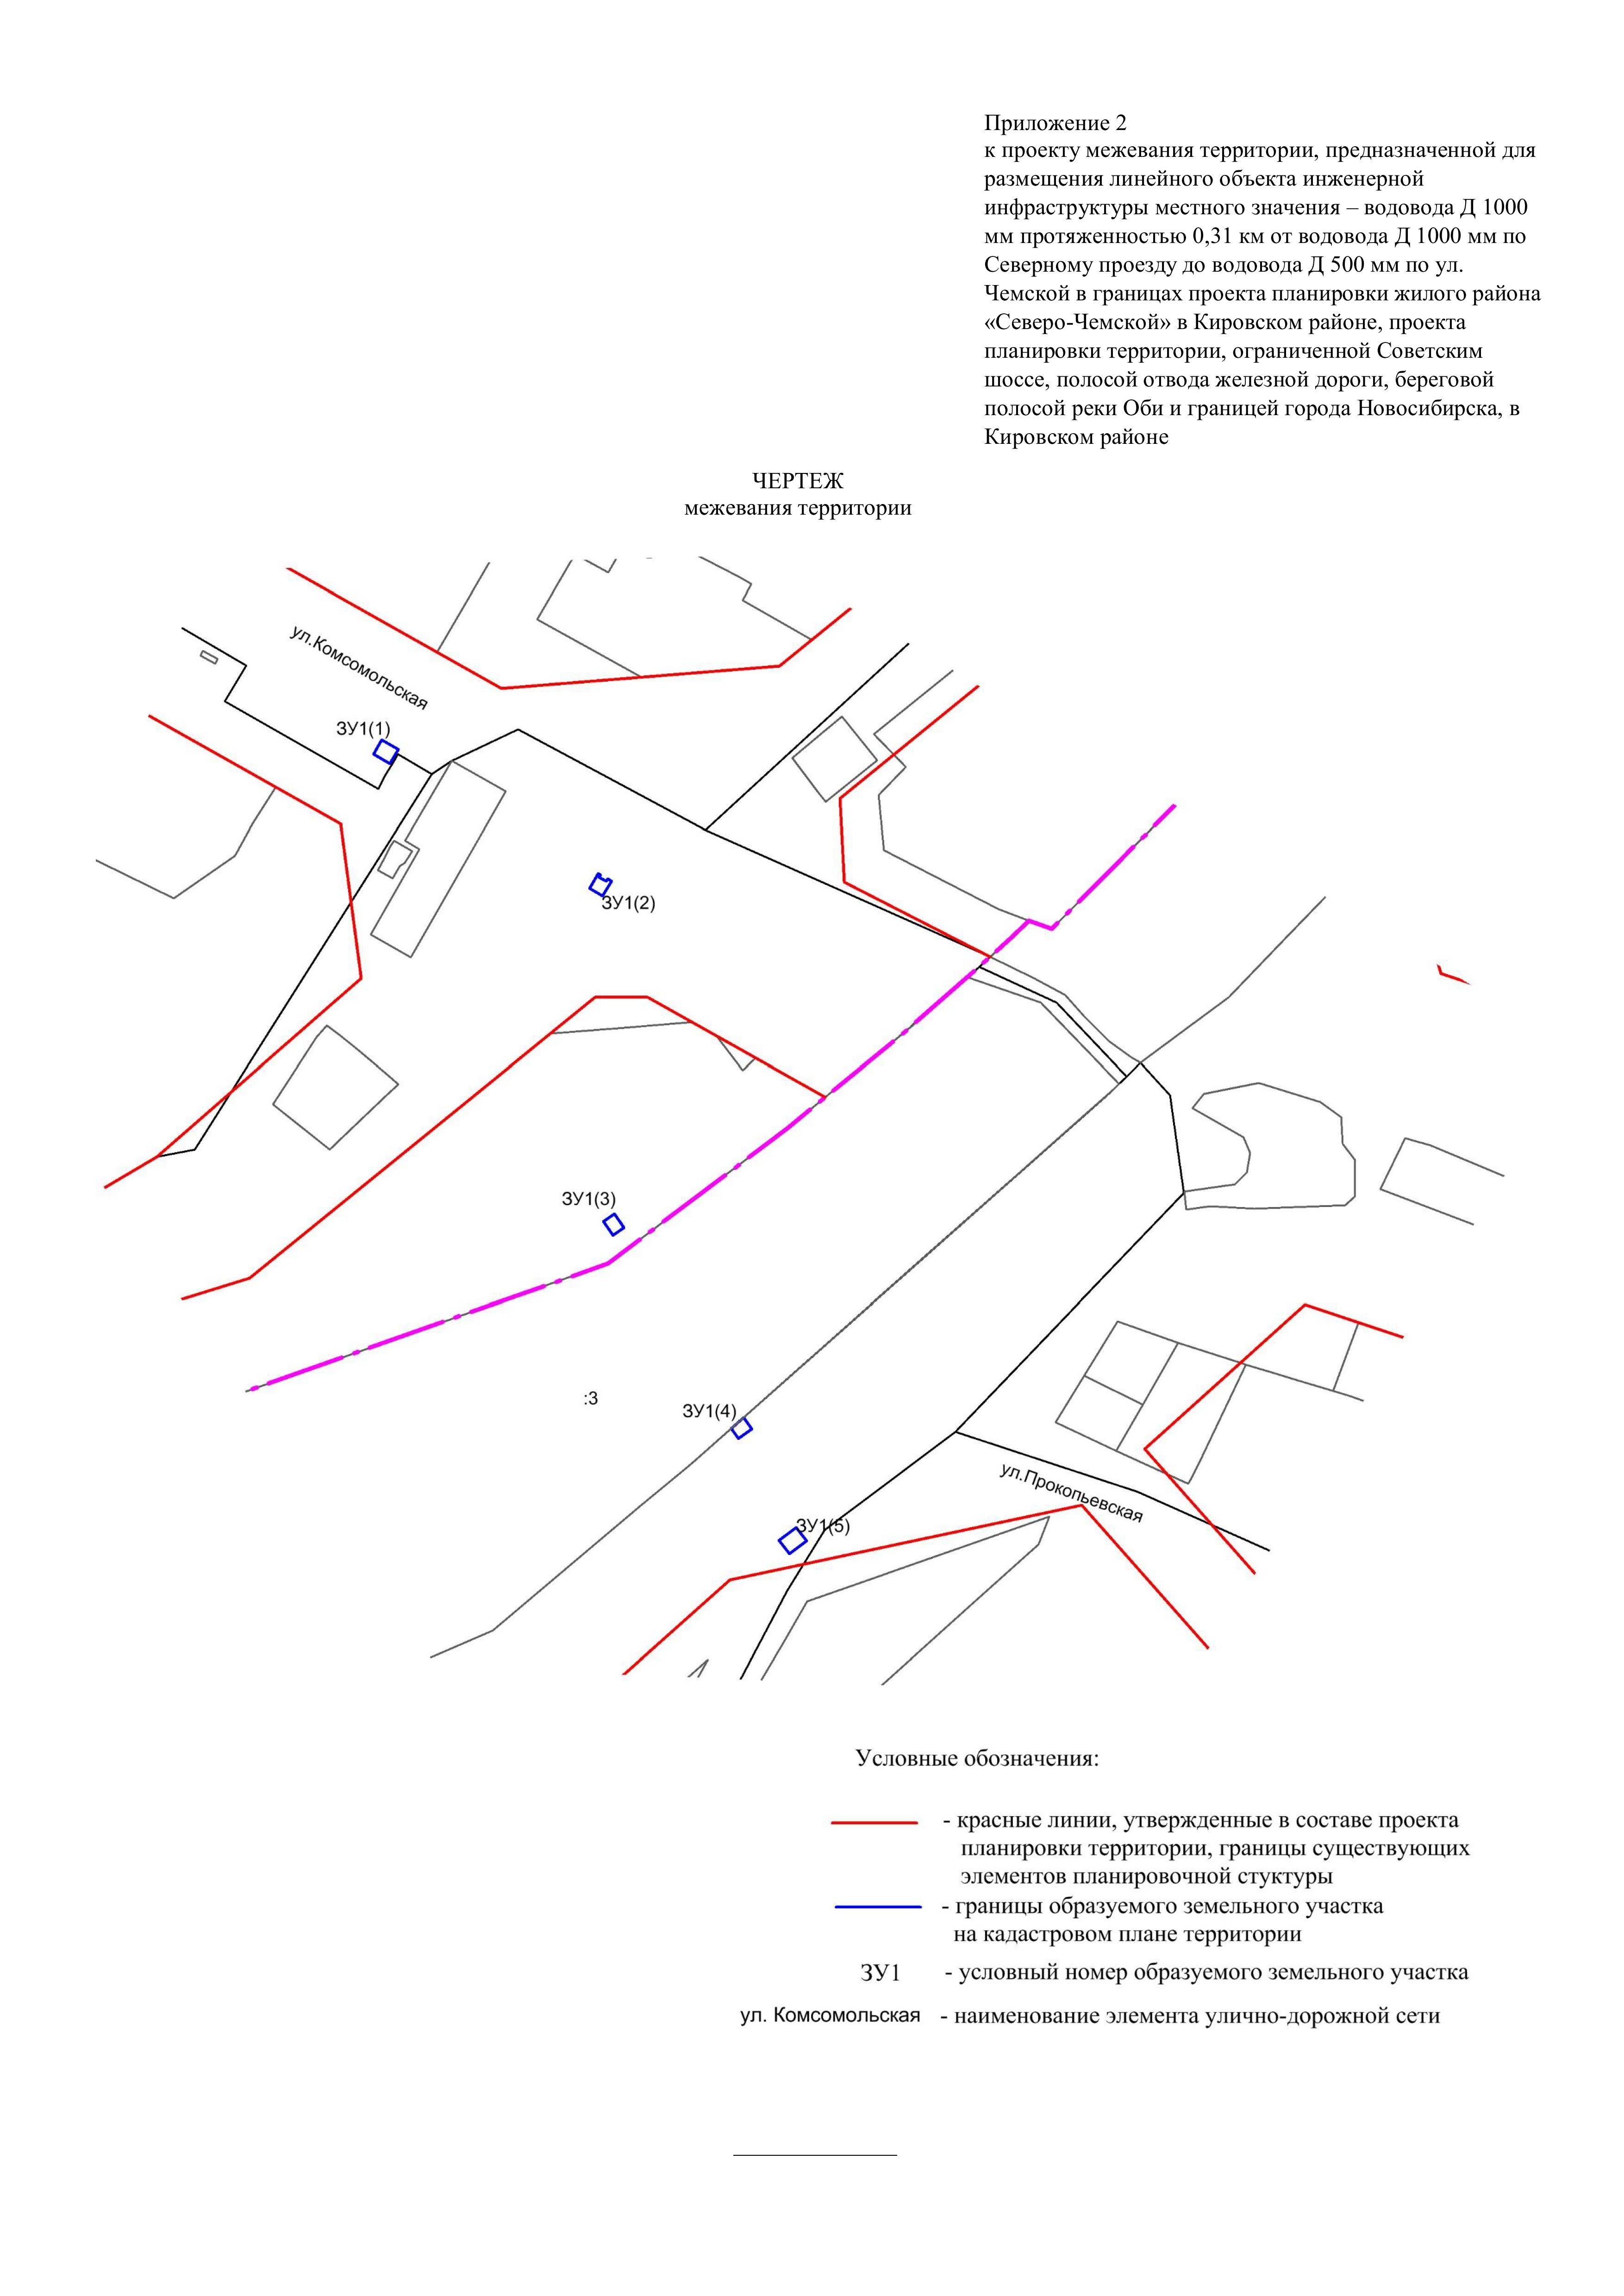 Приложение 2
к проекту межевания территории, предназначенной для
размещения линейного объекта инженерной
инфраструктуры местного значения – водовода Д 1000
мм протяженностью 0,31 км от водовода Д 1000 мм по
Северному проезду до водовода Д 500 мм по ул.
Чемской в границах проекта планировки жилого района
«Северо-Чемской» в Кировском районе, проекта
планировки территории, ограниченной Советским
шоссе, полосой отвода железной дороги, береговой
полосой реки Оби и границей города Новосибирска, в
Кировском районе
ЧЕРТЕЖ
межевания территории
ул.Комсомольская
ЗУ1(1)
ЗУ1(2)
ЗУ1(3)
:3
ЗУ1(4)
ул.Прокопьевская
ЗУ1(5)
Условные обозначения:
- красные линии, утвержденные в составе проекта
планировки территории, границы существующих
элементов планировочной стуктуры
- границы образуемого земельного участка
на кадастровом плане территории
ЗУ1 - условный номер образуемого земельного участка
ул. Комсомольская - наименование элемента улично-дорожной сети